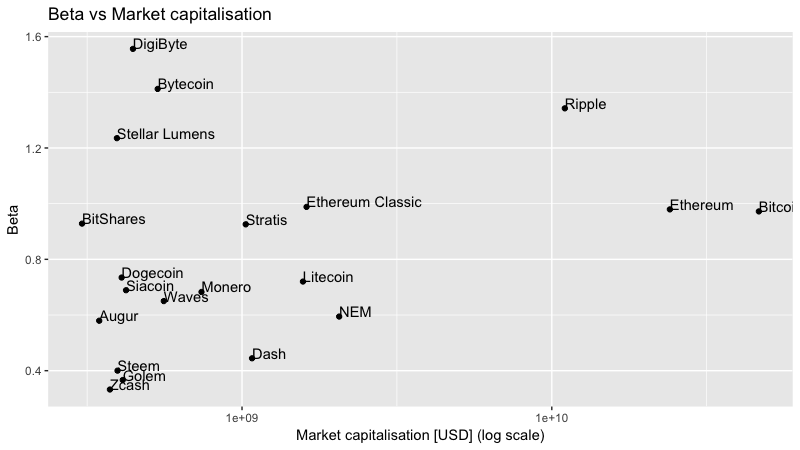 Beta vs Market capitalisation
1.6
DigiByte
Bytecoin
Ripple
Stellar Lumens
1.2
Ethereum Classic
Ethereum
Bitcoi
BitShares
Stratis
Beta
0.8
Dogecoin
Litecoin
Siacoin
Monero
Waves
NEM
Augur
Dash
0.4
Steem
Golem
Zcash
1e+09
1e+10
Market capitalisation [USD] (log scale)